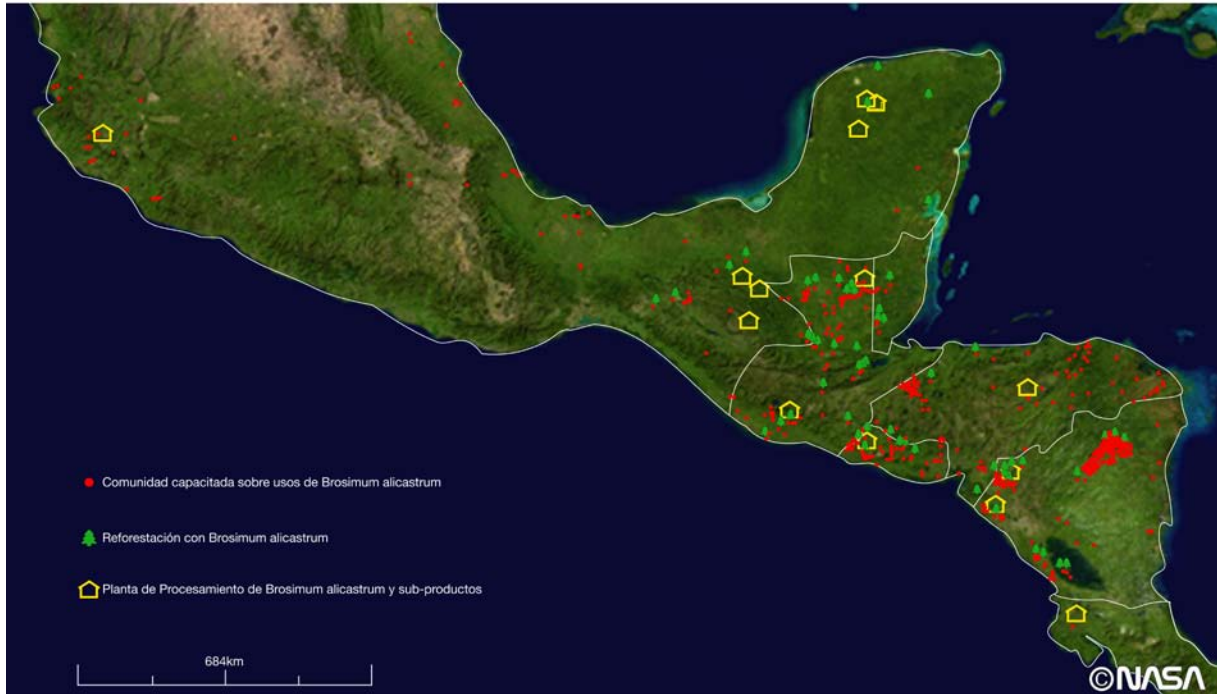 Comunidad capacitada sobre usos de Brosimum alicastrum
Reforestación con Brosimum alicastrum
Planta de Procesamiento de Brosimum alicastrum y sub-productos
684km
©NASA